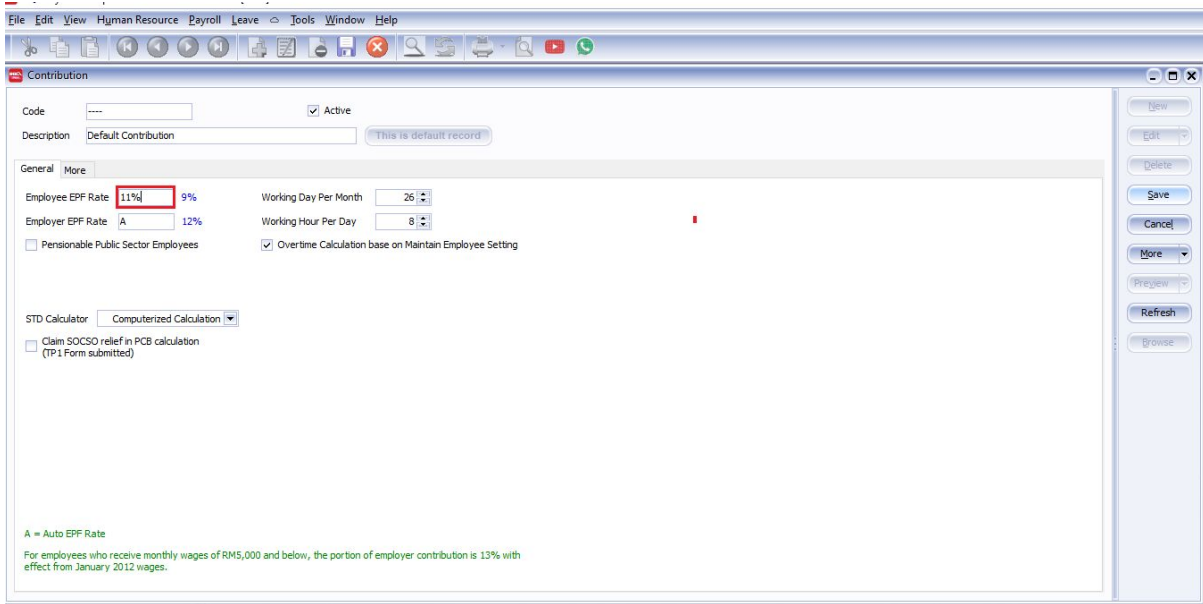 File Edit View Human Resource Payroll Leave Tools Window Help
Contribution
Code ---- Active
Description Default Contribution This is default record
General More
Employee EPF Rate 11% 9% Working Day Per Month 26
Employer EPF Rate A 12% Working Hour Per Day 8
Pensionable Public Sector Employees Overtime Calculation base on Maintain Employee Setting
STD Calculator Computerized Calculation
Claim SOCSO relief in PCB calculation
(TP1 Form submitted)
A = Auto EPF Rate
For employees who receive monthly wages of RM5,000 and below, the portion of employer contribution is 13% with
effect from January 2012 wages.
New
Edit
Delete
Save
Cancel
More
Preview
Refresh
Browse